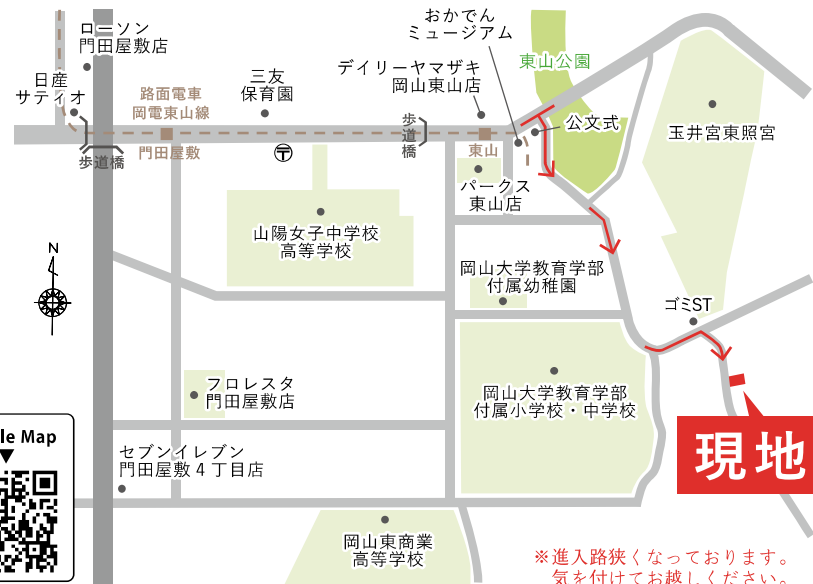 ローソン
門田屋敷店
日産
サティオ
路面電車
岡電東山線
三友
保育園
デイリーヤマザキ
岡山東山店
おかでん
ミュージアム
東山公園
公文式
玉井宮東照宮
歩道橋
門田屋敷
〒
歩道橋
東山
パークス
東山店
山陽女子中学校
高等学校
岡山大学教育学部
付属幼稚園
ゴミST
N
フロレスタ
門田屋敷店
岡山大学教育学部
付属小学校・中学校
現地
le Map
セブンイレブン
門田屋敷4丁目店
岡山東商業
高等学校
※進入路狭くなっております。
気を付けてお越しください。